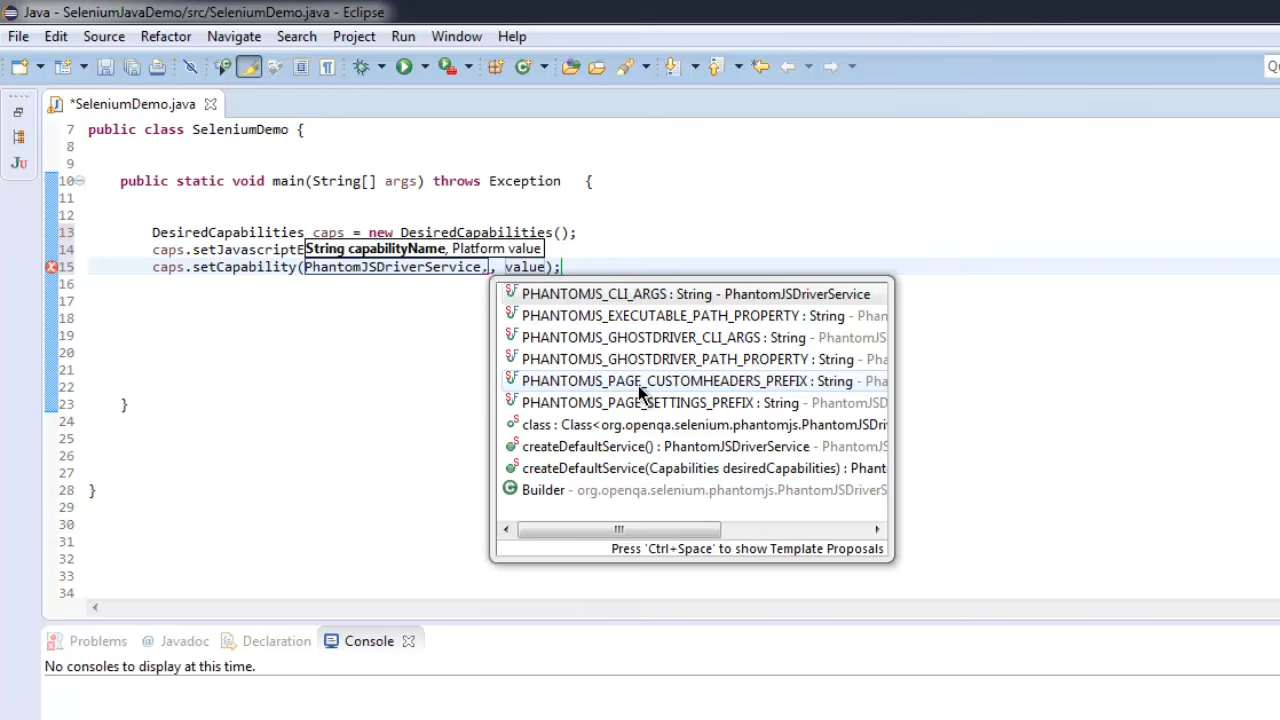 Java - SeleniumJavaDemo/src/SeleniumDemo.java - Eclipse
File Edit Source Refactor Navigate Search Project Run Window Help
Qu
*SeleniumDemo.java
7 public class SeleniumDemo {
8
9
10 public static void main(String[] args) throws Exception {
11
12
13 DesiredCapabilities caps = new DesiredCapabilities();
14 caps.setJavascriptE
String capabilityName, Platform value
15 caps.setCapability(PhantomJSDriverService., value);
16
17
18
19
20
21
22
23 }
24
25
26
27
28 }
29
30
31
32
33
34
PHANTOMJS_CLI_ARGS : String - PhantomJSDriverService
PHANTOMJS_EXECUTABLE_PATH_PROPERTY : String - Phan
PHANTOMJS_GHOSTDRIVER_CLI_ARGS : String - PhantomJS
PHANTOMJS_GHOSTDRIVER_PATH_PROPERTY : String - Pha
PHANTOMJS_PAGE_CUSTOMHEADERS_PREFIX : String - Pha
PHANTOMJS_PAGE_SETTINGS_PREFIX : String - PhantomJSD
class : Class<org.openqa.selenium.phantomjs.PhantomJSDri
createDefaultService() : PhantomJSDriverService - PhantomJS
createDefaultService(Capabilities desiredCapabilities) : Phant
Builder - org.openqa.selenium.phantomjs.PhantomJSDriverS
Press 'Ctrl+Space' to show Template Proposals
Problems @ Javadoc Declaration Console
No consoles to display at this time.